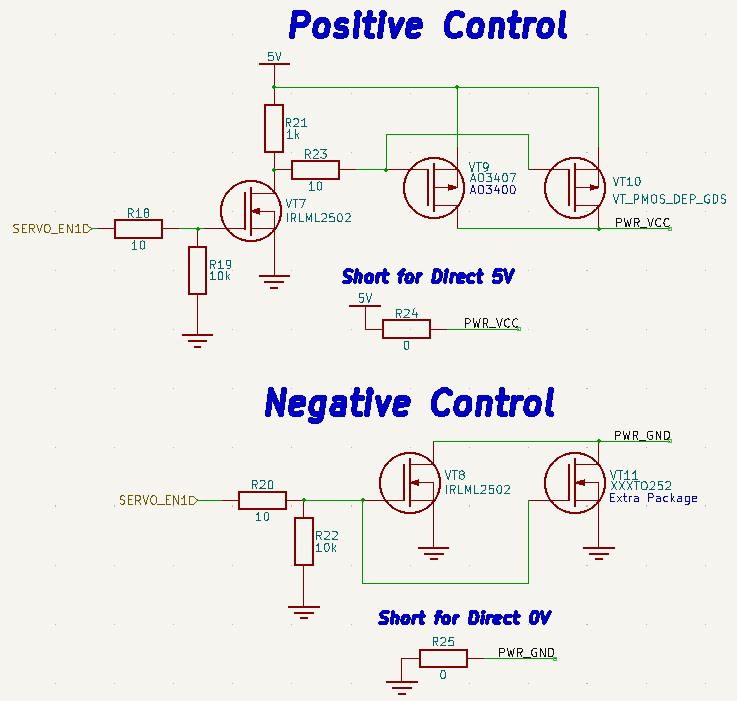 Positive Control
5V
R21
1k
R23
10
VT9
AO3407
AO3400
VT10
VT_PMOS_DEP_GDS
VT7
IRLML2502
R18
SERVO_EN1
10
R19
10k
PWR_VCC
Short for Direct 5V
5V
R24
PWR_VCC
0
Negative Control
PWR_GND
VT8
IRLML2502
VT11
XXXTO252
Extra Package
R20
SERVO_EN1
10
R22
10k
Short for Direct 0V
R25
PWR_GND
0